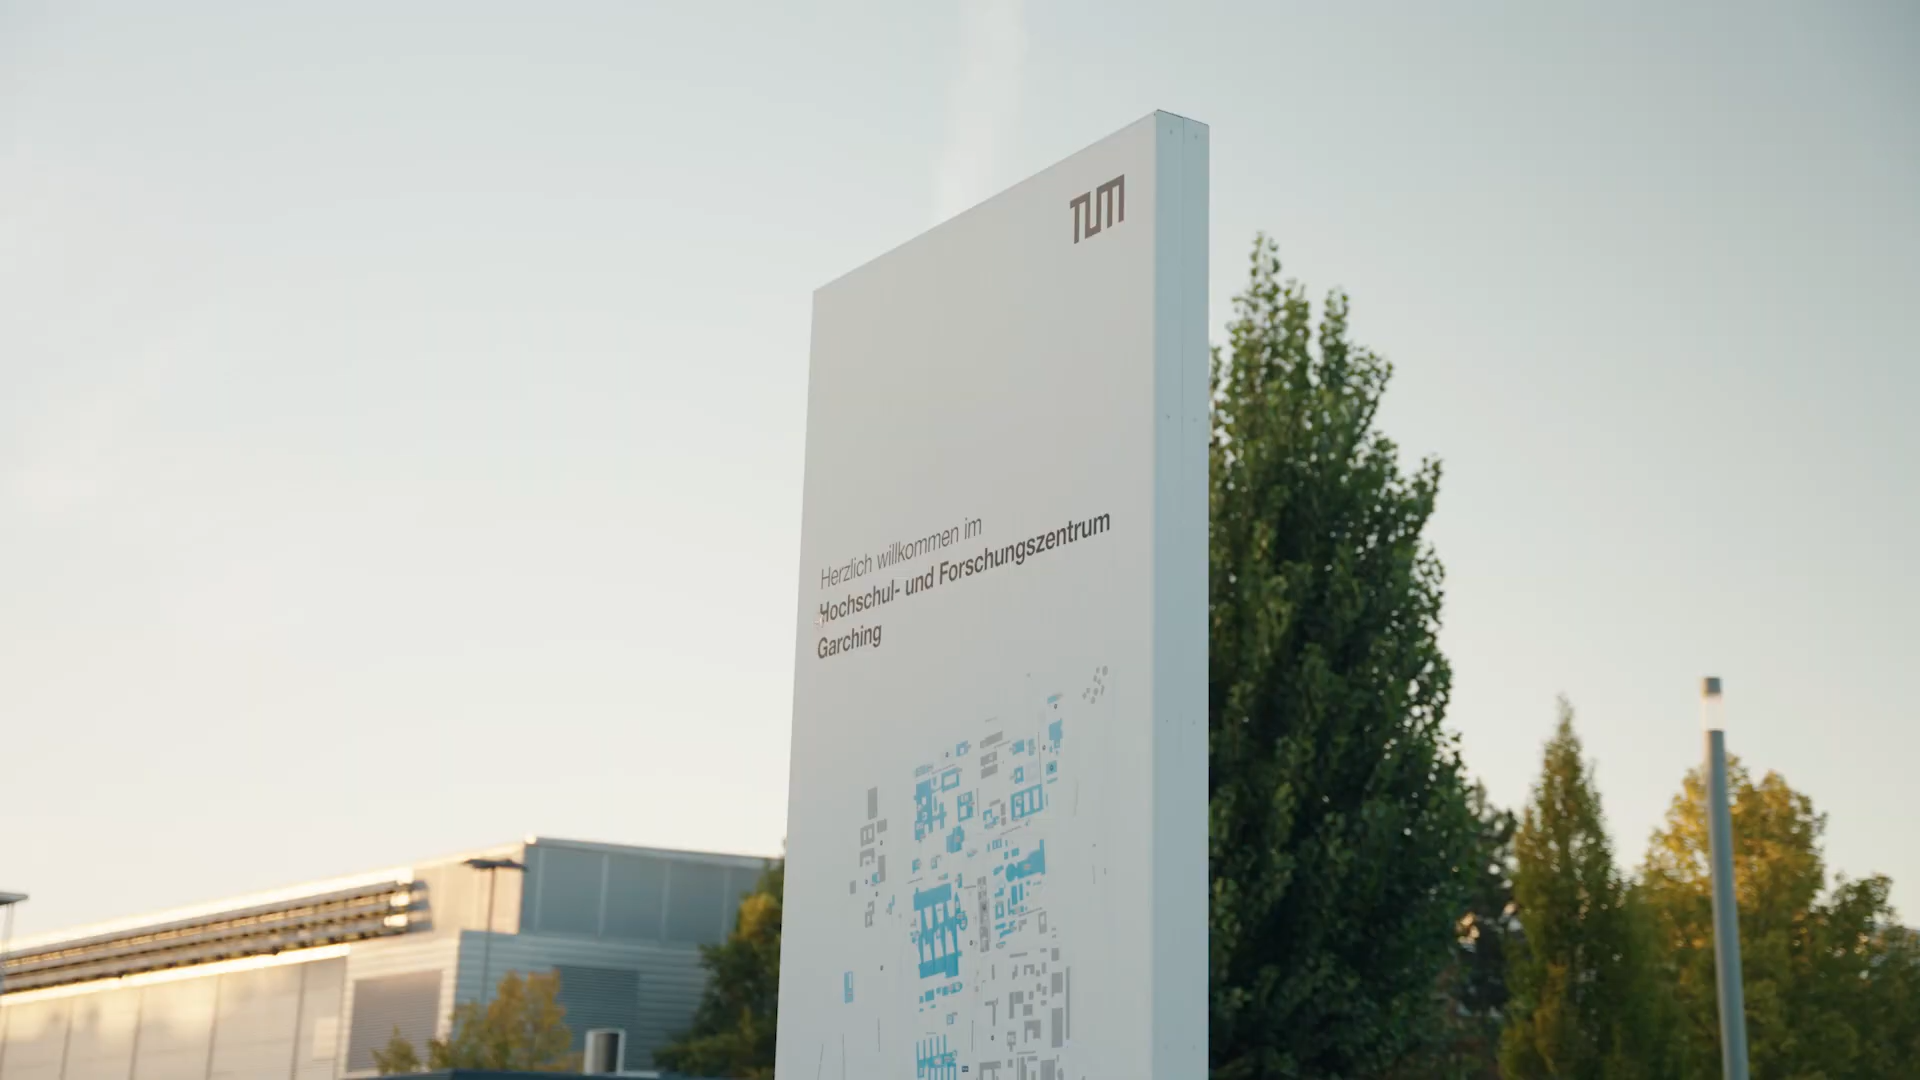 TUM
Herzlich willkommen im
Hochschul- und Forschungszentrum
Garching